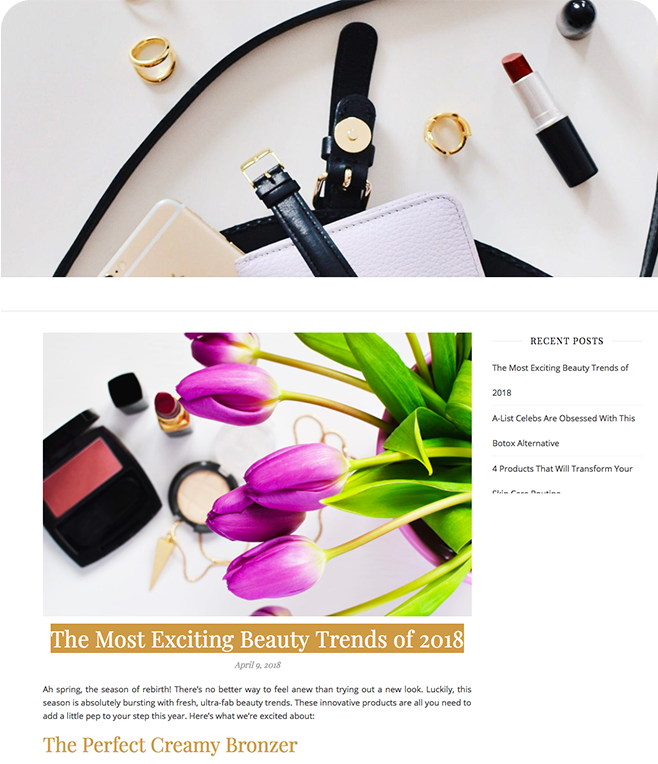 RECENT POSTS
The Most Exciting Beauty Trends of
2018
A-List Celebs Are Obsessed With This
Botox Alternative
4 Products That Will Transform Your
Skin Care Routine
The Most Exciting Beauty Trends of 2018
April 9, 2018
Ah spring, the season of rebirth! There's no better way to feel anew than trying out a new look. Luckily, this
season is absolutely bursting with fresh, ultra-fab beauty trends. These innovative products are all you need to
add a little pep to your step this year. Here's what we're excited about:
The Perfect Creamy Bronzer